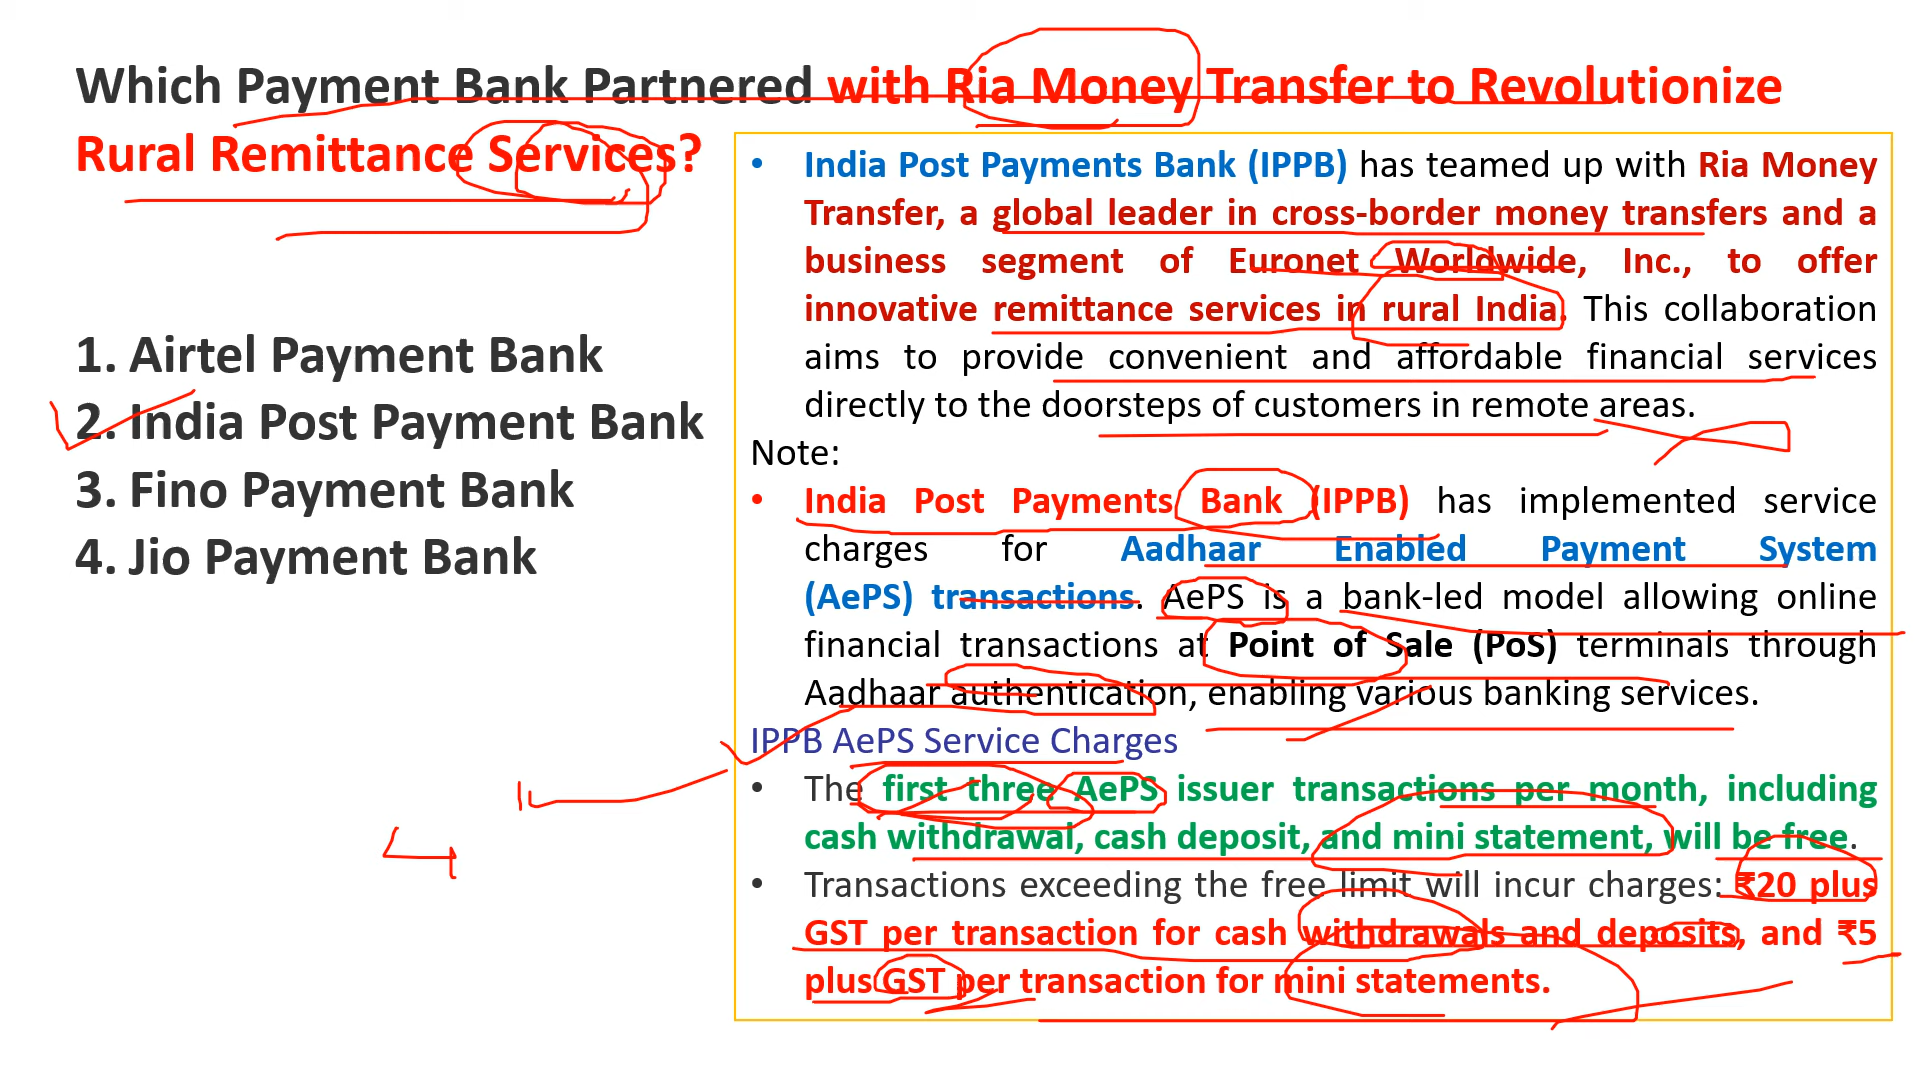 Which Payment Bank Partnered with Ria Money Transfer to Revolutionize
Rural Remittance Services?
1. Airtel Payment Bank
2. India Post Payment Bank
3. Fino Payment Bank
4. Jio Payment Bank
• India Post Payments Bank (IPPB) has teamed up with Ria Money
Transfer, a global leader in cross-border money transfers and a
business segment of Euronet Worldwide, Inc., to offer
innovative remittance services in rural India. This collaboration
aims to provide convenient and affordable financial services
directly to the doorsteps of customers in remote areas.
Note:
• India Post Payments Bank (IPPB) has implemented service
charges for Aadhaar Enabled Payment System
(AePS) transactions. AePS is a bank-led model allowing online
financial transactions at Point of Sale (PoS) terminals through
Aadhaar authentication, enabling various banking services.
IPPB AePS Service Charges
• The first three AePS issuer transactions per month, including
cash withdrawal, cash deposit, and mini statement, will be free.
• Transactions exceeding the free limit will incur charges: ₹20 plus
GST per transaction for cash withdrawals and deposits, and ₹5
plus GST per transaction for mini statements.